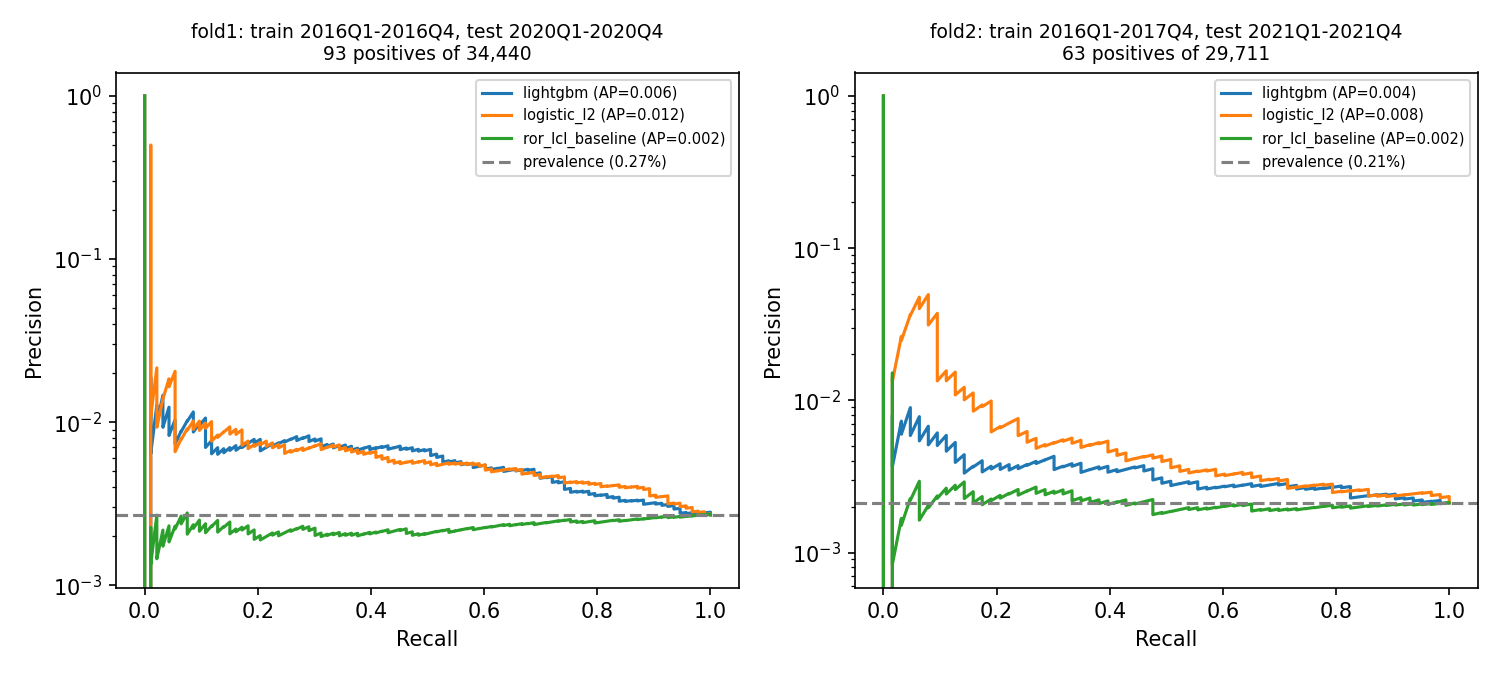 fold1: train 2016Q1-2016Q4, test 2020Q1-2020Q4
93 positives of 34,440
lightgbm (AP=0.006)
logistic_l2 (AP=0.012)
ror_lcl_baseline (AP=0.002)
prevalence (0.27%)
Precision
10⁰
10⁻¹
10⁻²
10⁻³
0.0 0.2 0.4 0.6 0.8 1.0
Recall
fold2: train 2016Q1-2017Q4, test 2021Q1-2021Q4
63 positives of 29,711
lightgbm (AP=0.004)
logistic_l2 (AP=0.008)
ror_lcl_baseline (AP=0.002)
prevalence (0.21%)
Precision
10⁰
10⁻¹
10⁻²
10⁻³
0.0 0.2 0.4 0.6 0.8 1.0
Recall